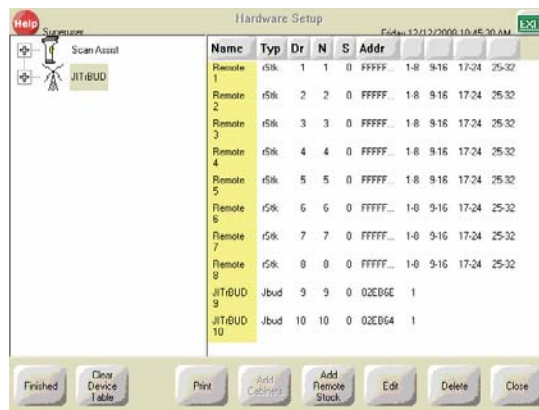 Help
Hardware Setup
EXI
Superuser
Friday 12/12/2008 10:45:30 AM
Scan Assist
JITrBUD
Name Typ Dr N S Addr
Remote 1 rStk 1 1 0 FFFFF... 1-8 9-16 17-24 25-32
Remote 2 rStk 2 2 0 FFFFF... 1-8 9-16 17-24 25-32
Remote 3 rStk 3 3 0 FFFFF... 1-8 9-16 17-24 25-32
Remote 4 rStk 4 4 0 FFFFF... 1-8 9-16 17-24 25-32
Remote 5 rStk 5 5 0 FFFFF... 1-8 9-16 17-24 25-32
Remote 6 rStk 6 6 0 FFFFF... 1-8 9-16 17-24 25-32
Remote 7 rStk 7 7 0 FFFFF... 1-8 9-16 17-24 25-32
Remote 8 rStk 8 8 0 FFFFF... 1-8 9-16 17-24 25-32
JITrBUD 9 Jbud 9 9 0 02EB6E 1
JITrBUD 10 Jbud 10 10 0 02EB64 1
Finished
Clear Device Table
Print
Add Cabinets
Add Remote Stock
Edit
Delete
Close